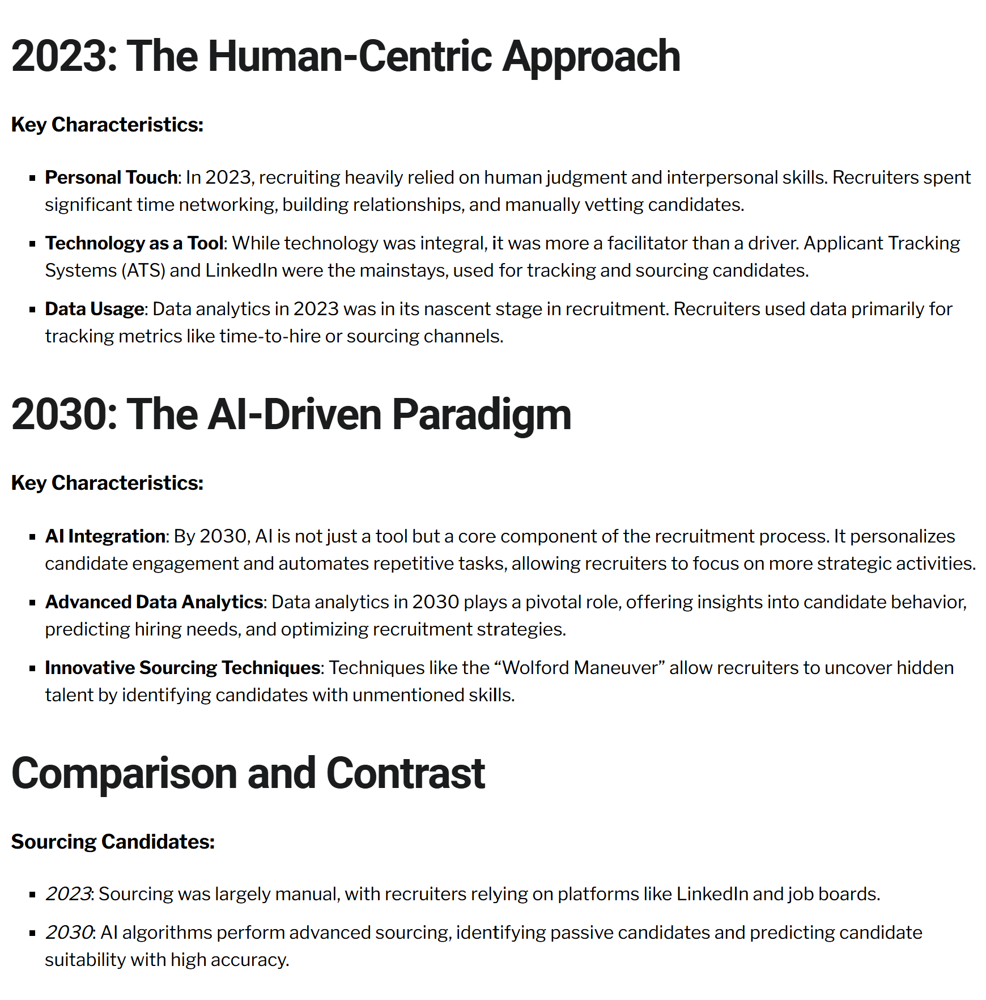 2023: The Human-Centric Approach
Key Characteristics:
▪ Personal Touch: In 2023, recruiting heavily relied on human judgment and interpersonal skills. Recruiters spent
significant time networking, building relationships, and manually vetting candidates.
▪ Technology as a Tool: While technology was integral, it was more a facilitator than a driver. Applicant Tracking
Systems (ATS) and LinkedIn were the mainstays, used for tracking and sourcing candidates.
▪ Data Usage: Data analytics in 2023 was in its nascent stage in recruitment. Recruiters used data primarily for
tracking metrics like time-to-hire or sourcing channels.
2030: The AI-Driven Paradigm
Key Characteristics:
▪ AI Integration: By 2030, AI is not just a tool but a core component of the recruitment process. It personalizes
candidate engagement and automates repetitive tasks, allowing recruiters to focus on more strategic activities.
▪ Advanced Data Analytics: Data analytics in 2030 plays a pivotal role, offering insights into candidate behavior,
predicting hiring needs, and optimizing recruitment strategies.
▪ Innovative Sourcing Techniques: Techniques like the “Wolford Maneuver” allow recruiters to uncover hidden
talent by identifying candidates with unmentioned skills.
Comparison and Contrast
Sourcing Candidates:
▪ 2023: Sourcing was largely manual, with recruiters relying on platforms like LinkedIn and job boards.
▪ 2030: AI algorithms perform advanced sourcing, identifying passive candidates and predicting candidate
suitability with high accuracy.